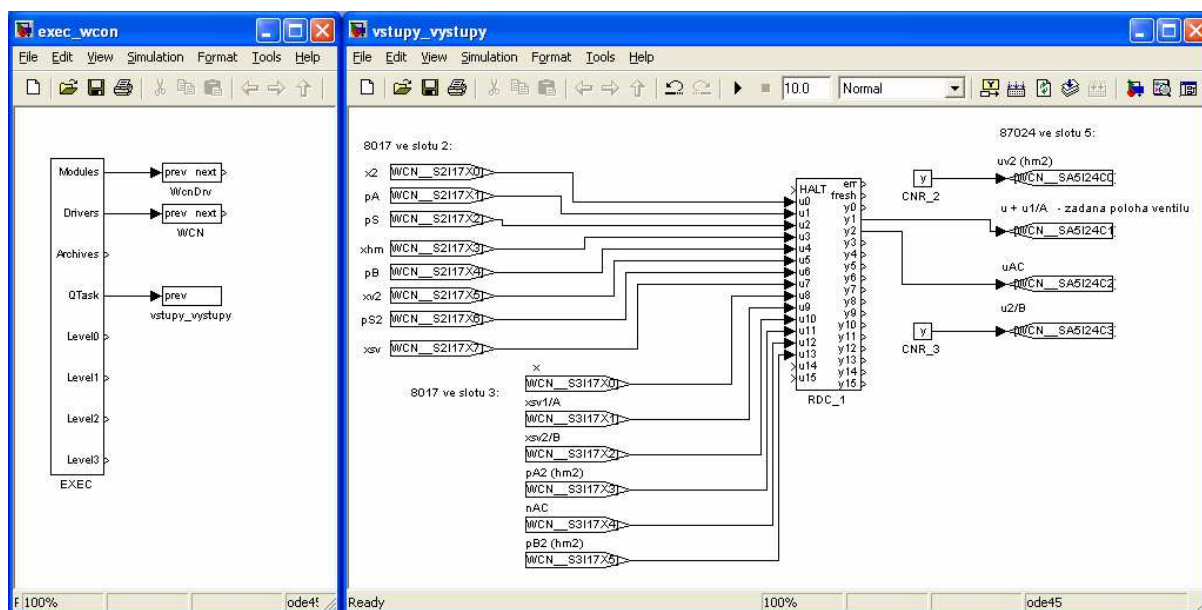 exec_wcon
File Edit View Simulation Format Tools Help
Modules
prev next
WcnDrv
Drivers
prev next
WCN
Archives
QTask
prev
vstupy_vystupy
Level0
Level1
Level2
Level3
EXEC
100%
vstupy_vystupy
File Edit View Simulation Format Tools Help
10.0 Normal
8017 ve slotu 2:
x2 WCN__S2I17X0
pA WCN__S2I17X1
pS WCN__S2I17X2
xhm WCN__S2I17X3
pB WCN__S2I17X4
xv2 WCN__S2I17X5
pS2 WCN__S2I17X6
xsv WCN__S2I17X7
8017 ve slotu 3:
x
WCN__S3I17X0
xsv1/A
WCN__S3I17X1
xsv2/B
WCN__S3I17X2
pA2 (hm2)
WCN__S3I17X3
nAC
WCN__S3I17X4
pB2 (hm2)
WCN__S3I17X5
HALT
u0
u1
u2
u3
u4
u5
u6
u7
u8
u9
u10
u11
u12
u13
u14
u15
err
fresh
y0
y1
y2
y3
y4
y5
y6
y7
y8
y9
y10
y11
y12
y13
y14
y15
RDC_1
87024 ve slotu 5:
uv2 (hm2)
y
CNR_2
WCN__SA5I24C0
u + u1/A - zadana poloha ventilu
WCN__SA5I24C1
uAC
WCN__SA5I24C2
u2/B
y
CNR_3
WCN__SA5I24C3
Ready 100% ode45